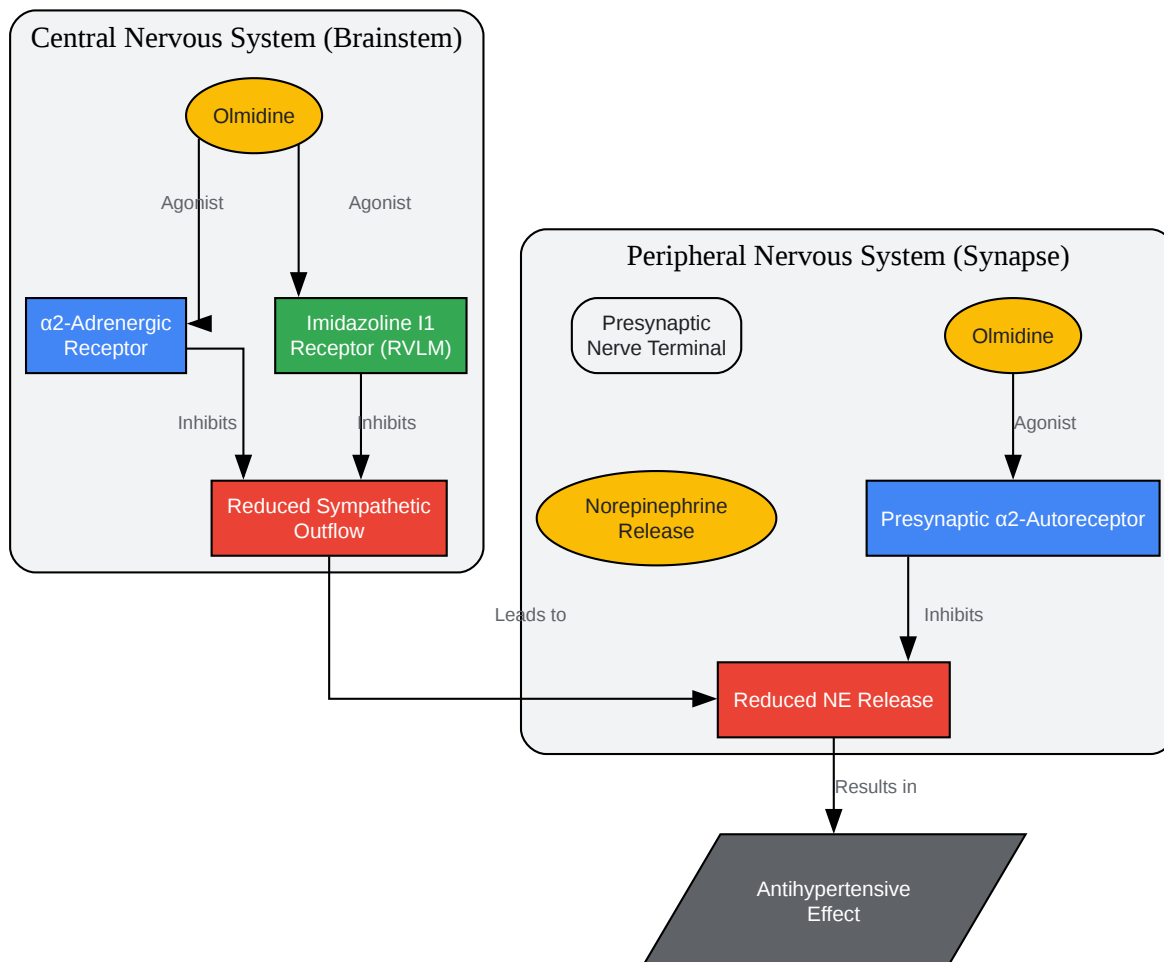 Central Nervous System (Brainstem)
Olmidine
Agonist
Agonist
α2-Adrenergic
Receptor
Imidazoline I1
Receptor (RVLM)
Inhibits
Inhibits
Reduced Sympathetic
Outflow
Leads to
Peripheral Nervous System (Synapse)
Presynaptic
Nerve Terminal
Olmidine
Agonist
Norepinephrine
Release
Presynaptic α2-Autoreceptor
Inhibits
Reduced NE Release
Results in
Antihypertensive
Effect